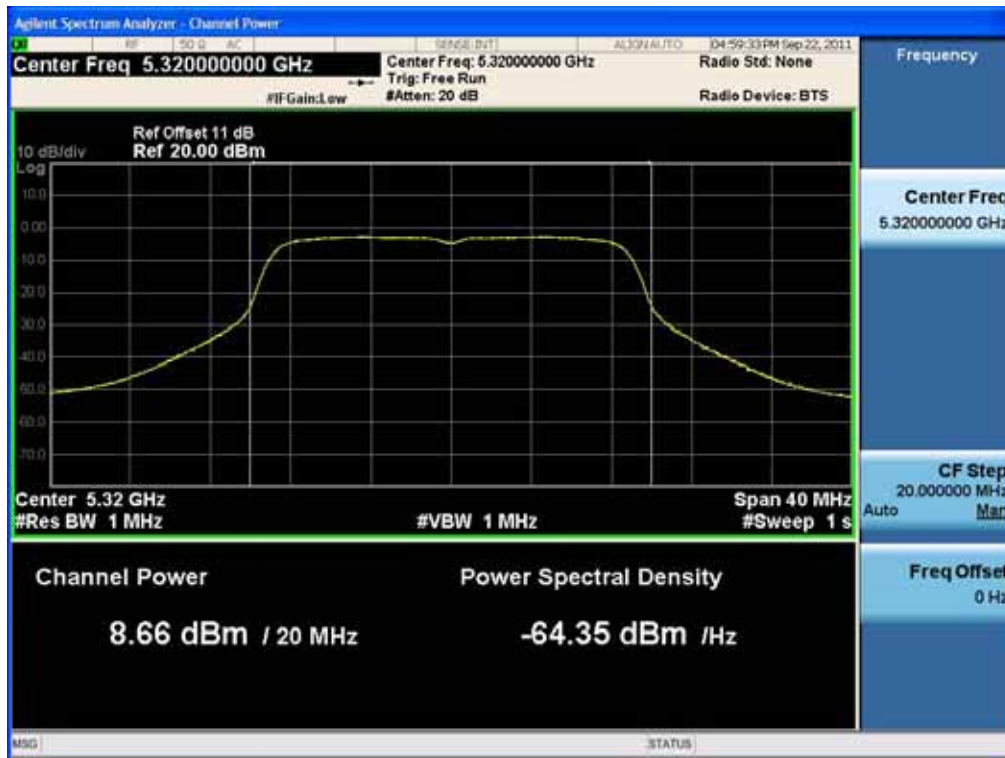 Agilent Spectrum Analyzer - Channel Power
RF 50 Ω AC SENSE:INT ALIGN AUTO 04:59:33 PM Sep 22, 2011
Center Freq 5.320000000 GHz
Center Freq: 5.320000000 GHz
Radio Std: None
Trig: Free Run
#IFGain:Low
#Atten: 20 dB
Radio Device: BTS
Ref Offset 11 dB
10 dB/div Ref 20.00 dBm
Log
10.0
0.00
-10.0
-20.0
-30.0
-40.0
-50.0
-60.0
-70.0
Center 5.32 GHz Span 40 MHz
#Res BW 1 MHz #VBW 1 MHz #Sweep 1 s
Channel Power Power Spectral Density
8.66 dBm / 20 MHz -64.35 dBm /Hz
MSG STATUS
Frequency
Center Freq
5.320000000 GHz
CF Step
20.000000 MHz
Auto Man
Freq Offset
0 Hz